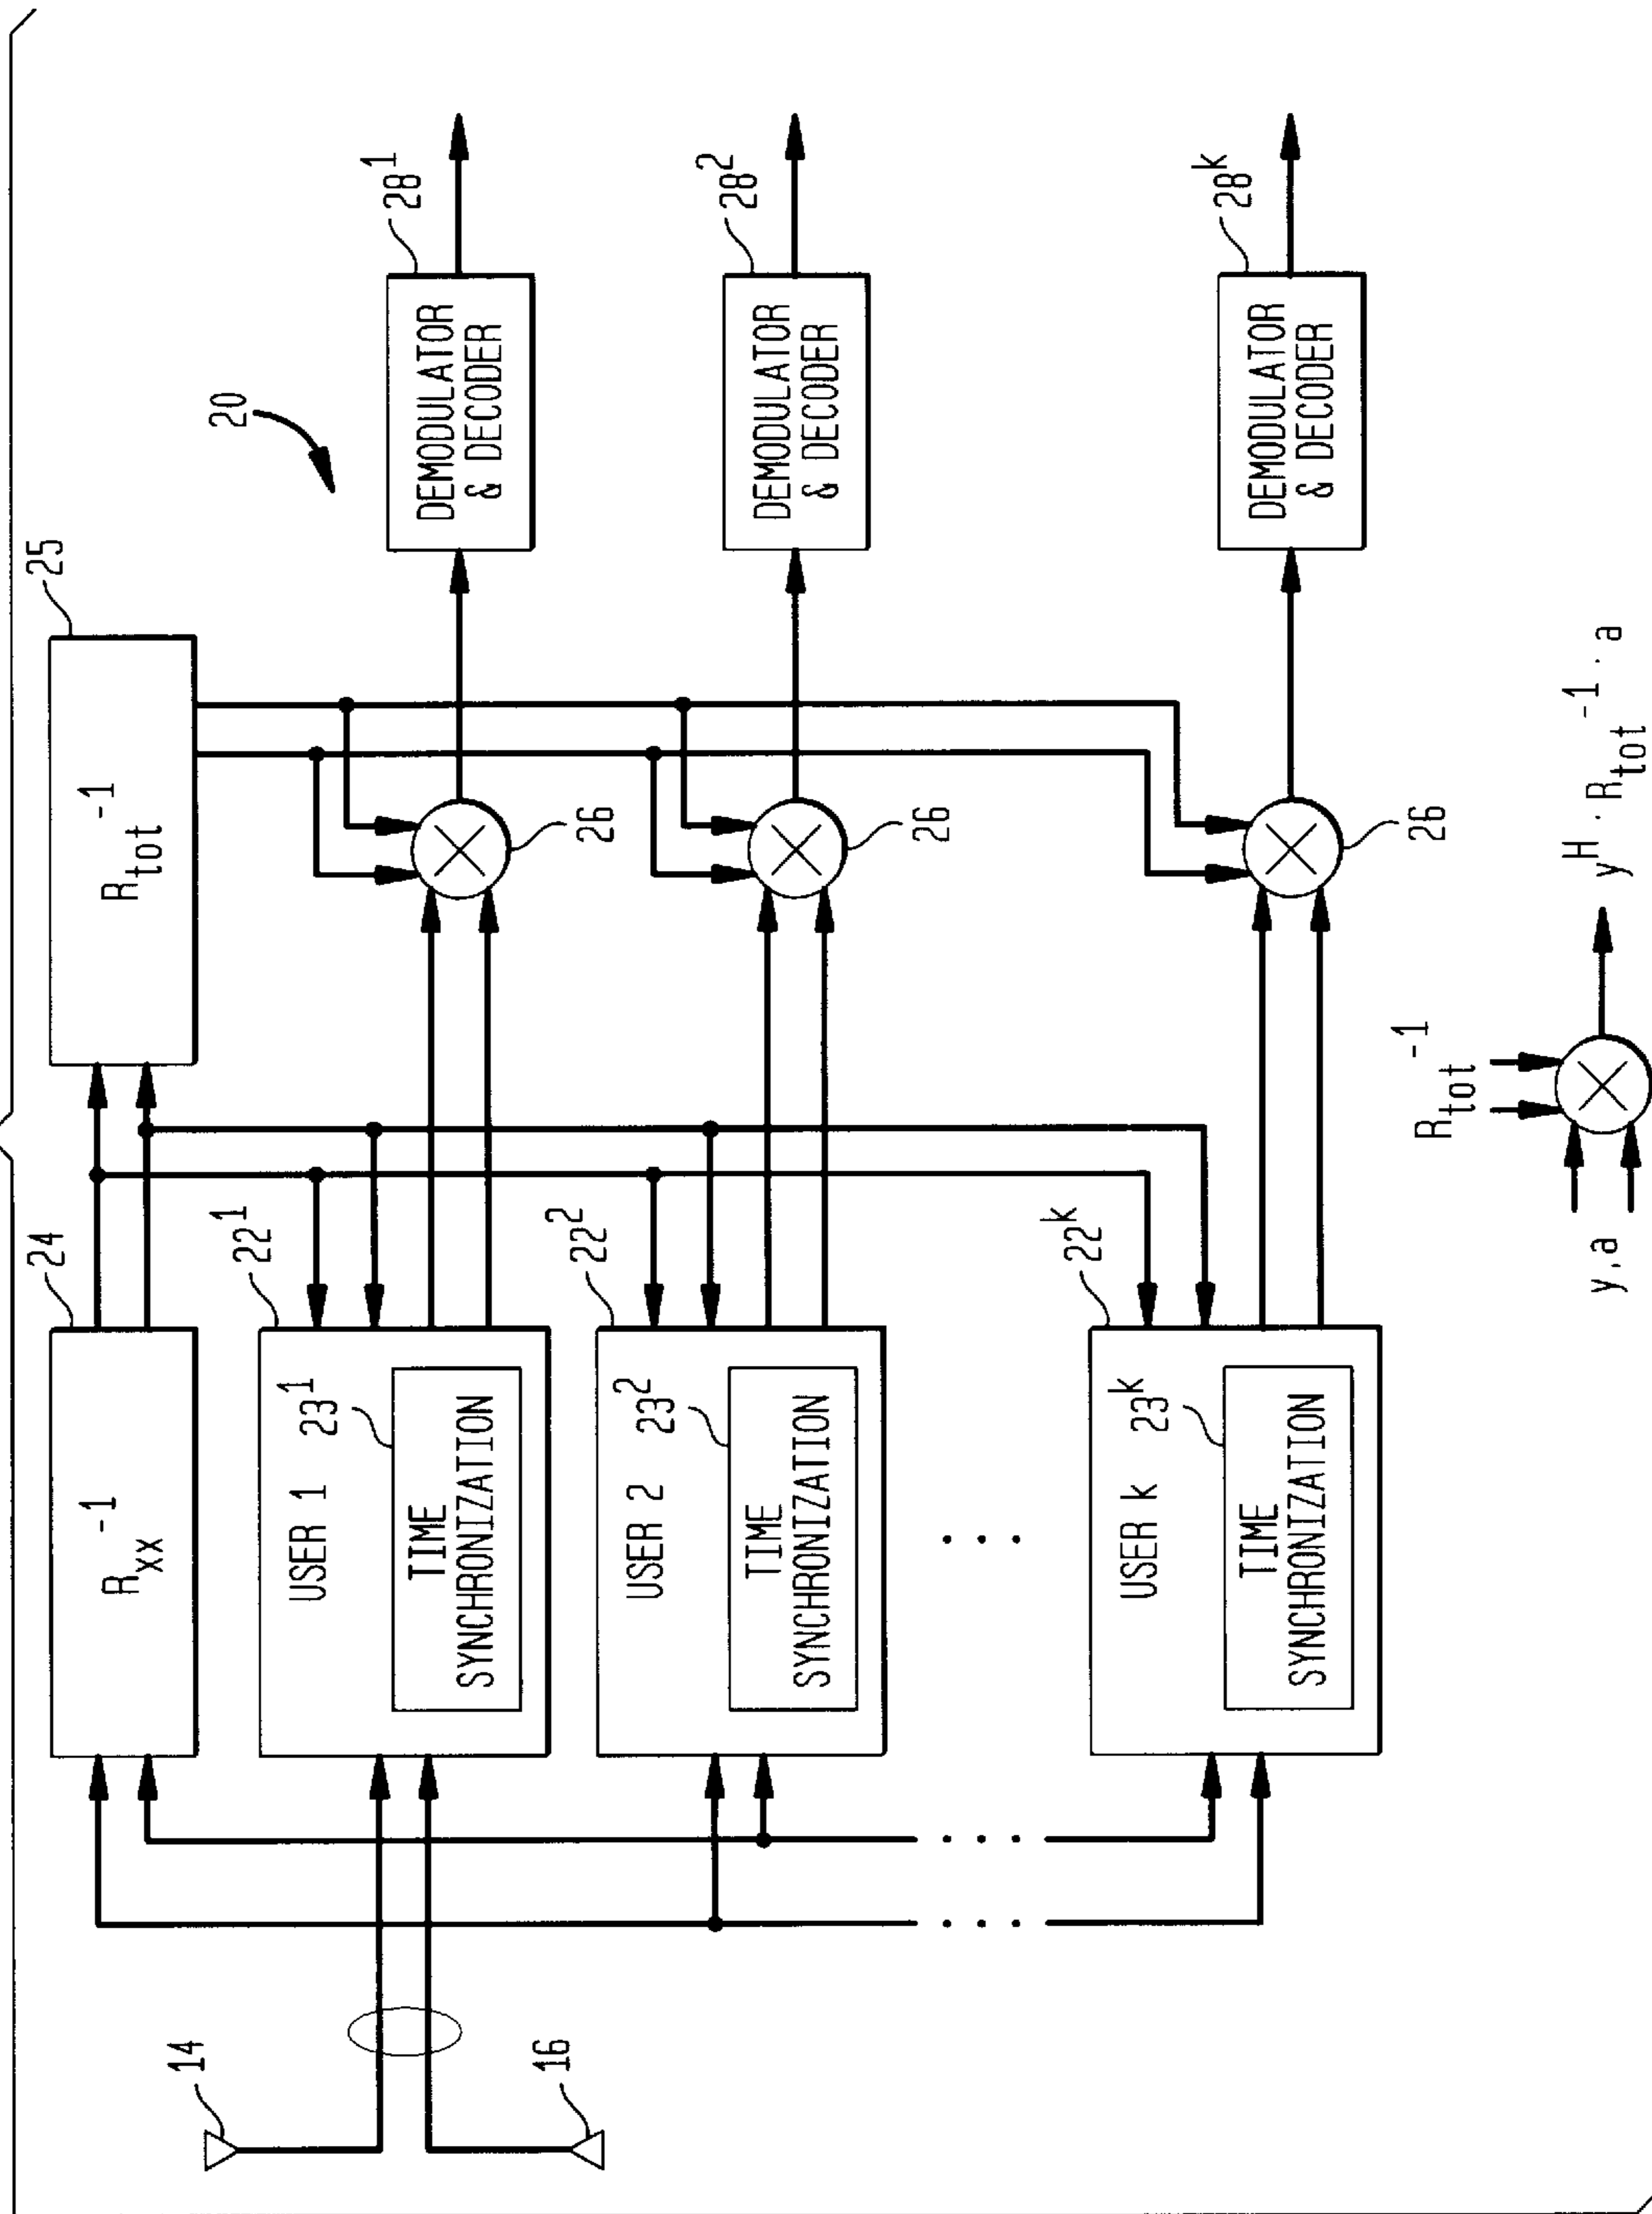 20
24
R_xx^-1
25
R_tot^-1
14
16
22^1
USER 1
23^1
TIME
SYNCHRONIZATION
26
28^1
DEMODULATOR
& DECODER
22^2
USER 2
23^2
TIME
SYNCHRONIZATION
26
28^2
DEMODULATOR
& DECODER
. . .
22^k
USER k
23^k
TIME
SYNCHRONIZATION
26
28^k
DEMODULATOR
& DECODER
R_tot^-1
y,a
y^H · R_tot^-1 · a